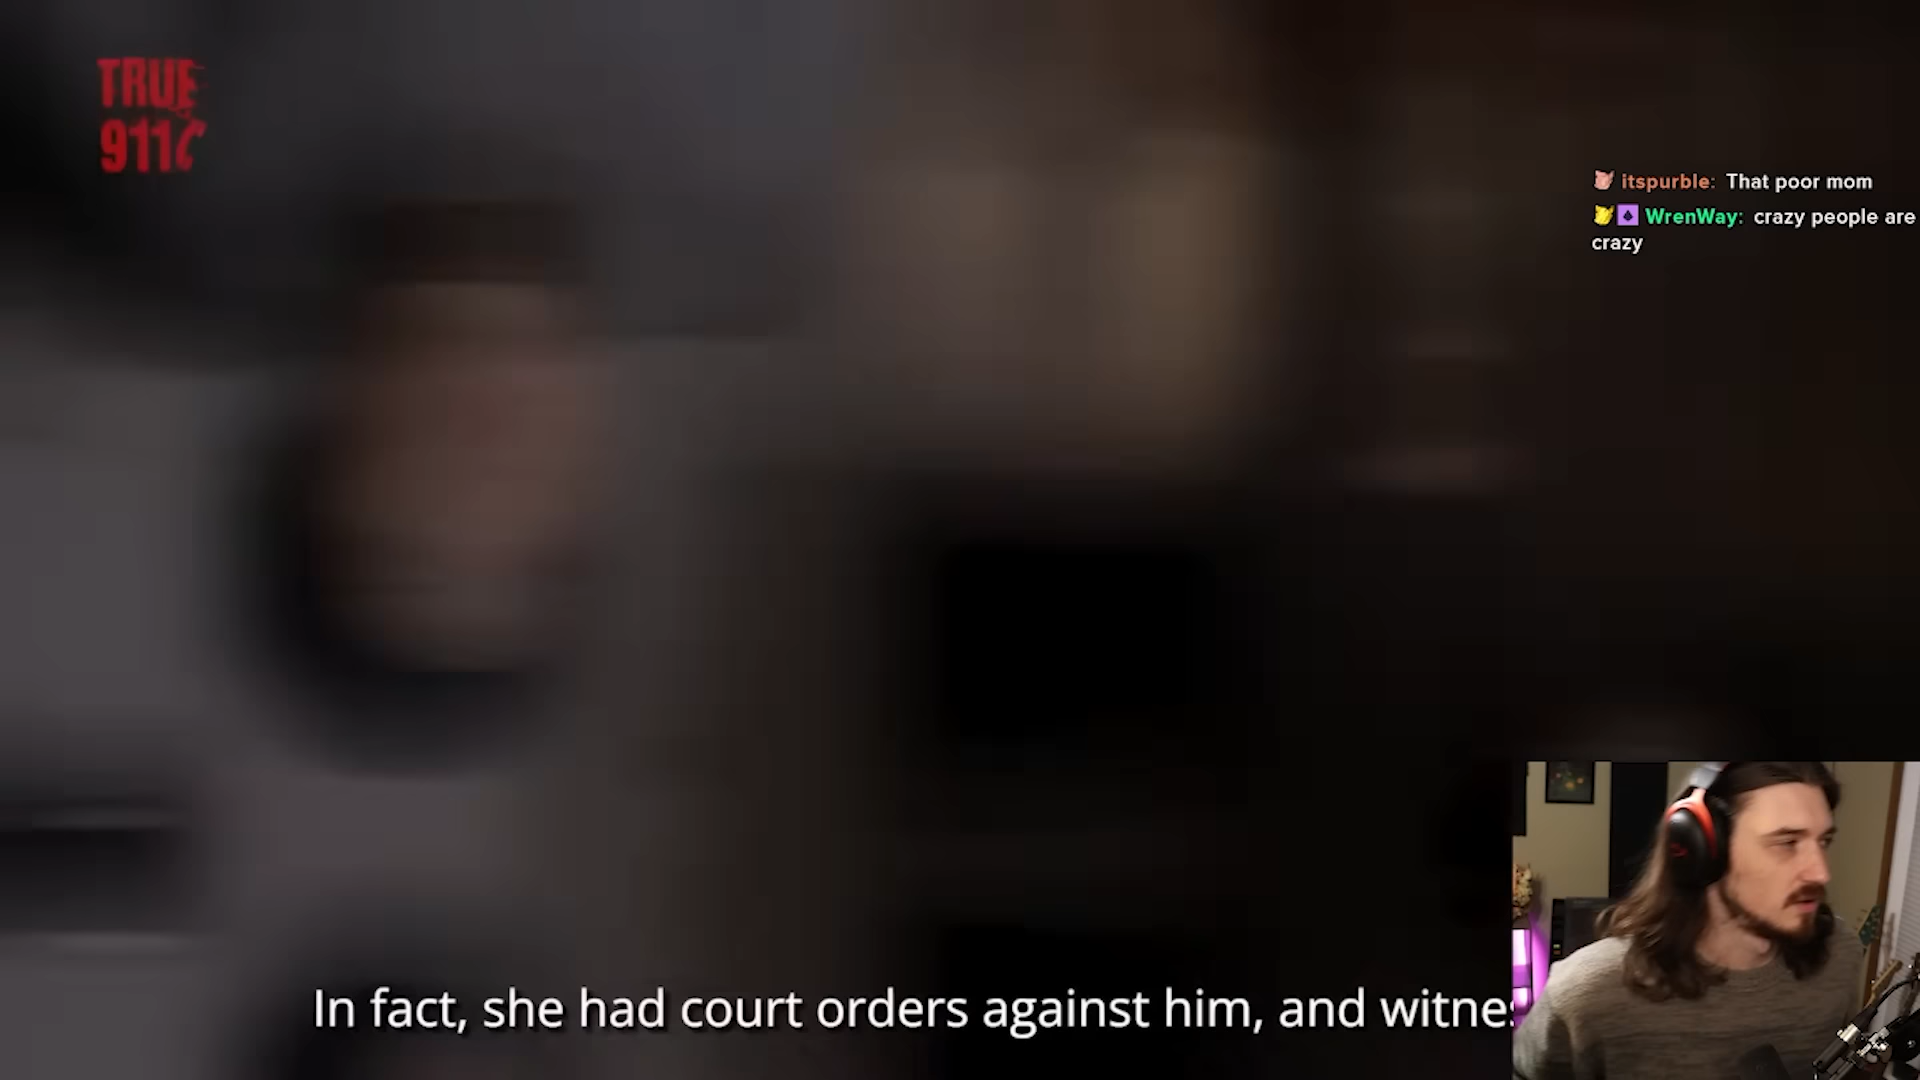 TRUE
911
itspurble: That poor mom
WrenWay: crazy people are
crazy
In fact, she had court orders against him, and